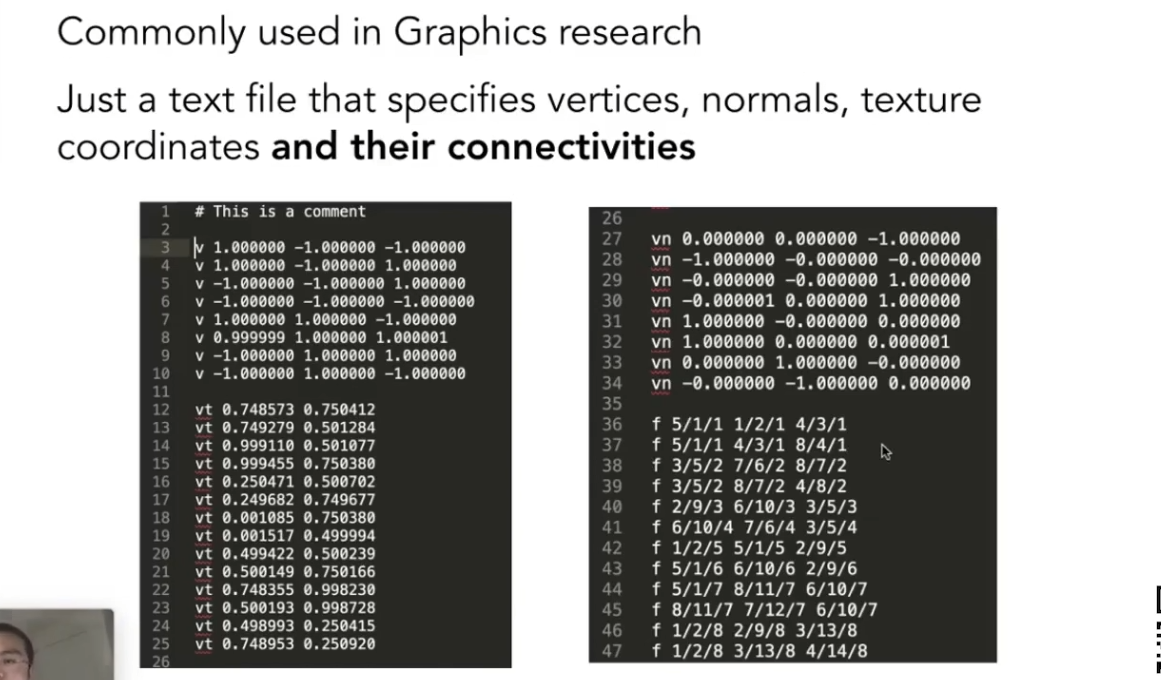 Commonly used in Graphics research
Just a text file that specifies vertices, normals, texture
coordinates and their connectivities
1 # This is a comment
2
3 v 1.000000 -1.000000 -1.000000
4 v 1.000000 -1.000000 1.000000
5 v -1.000000 -1.000000 1.000000
6 v -1.000000 -1.000000 -1.000000
7 v 1.000000 1.000000 -1.000000
8 v 0.999999 1.000000 1.000001
9 v -1.000000 1.000000 1.000000
10 v -1.000000 1.000000 -1.000000
11
12 vt 0.748573 0.750412
13 vt 0.749279 0.501284
14 vt 0.999110 0.501077
15 vt 0.999455 0.750380
16 vt 0.250471 0.500702
17 vt 0.249682 0.749677
18 vt 0.001085 0.750380
19 vt 0.001517 0.499994
20 vt 0.499422 0.500239
21 vt 0.500149 0.750166
22 vt 0.748355 0.998230
23 vt 0.500193 0.998728
24 vt 0.498993 0.250415
25 vt 0.748953 0.250920
26
26
27 vn 0.000000 0.000000 -1.000000
28 vn -1.000000 -0.000000 -0.000000
29 vn -0.000000 -0.000000 1.000000
30 vn -0.000001 0.000000 1.000000
31 vn 1.000000 -0.000000 0.000000
32 vn 1.000000 0.000000 0.000001
33 vn 0.000000 1.000000 -0.000000
34 vn -0.000000 -1.000000 0.000000
35
36 f 5/1/1 1/2/1 4/3/1
37 f 5/1/1 4/3/1 8/4/1
38 f 3/5/2 7/6/2 8/7/2
39 f 3/5/2 8/7/2 4/8/2
40 f 2/9/3 6/10/3 3/5/3
41 f 6/10/4 7/6/4 3/5/4
42 f 1/2/5 5/1/5 2/9/5
43 f 5/1/6 6/10/6 2/9/6
44 f 5/1/7 8/11/7 6/10/7
45 f 8/11/7 7/12/7 6/10/7
46 f 1/2/8 2/9/8 3/13/8
47 f 1/2/8 3/13/8 4/14/8